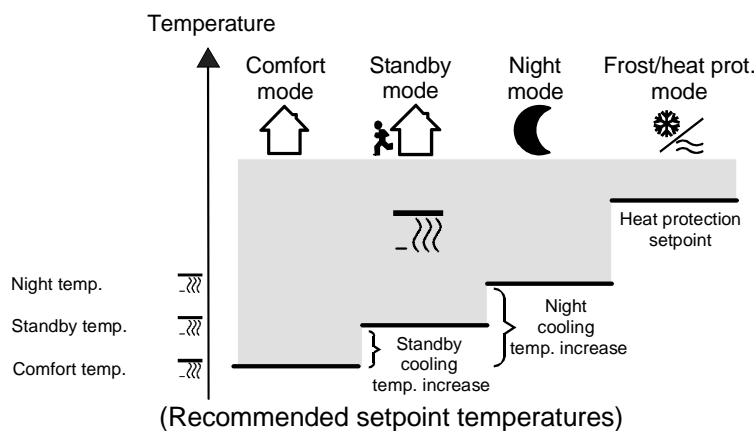 Temperature
Comfort
mode
Standby
mode
Night
mode
Frost/heat prot.
mode
Heat protection
setpoint
Night temp.
Standby temp.
Comfort temp.
Standby
cooling
temp. increase
Night
cooling
temp. increase
(Recommended setpoint temperatures)